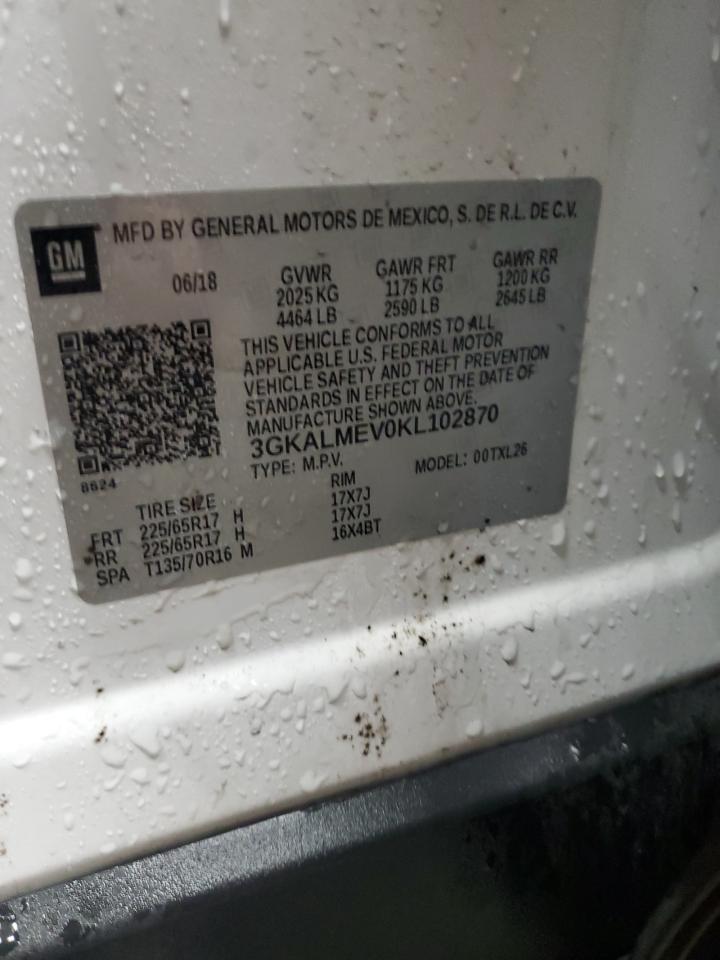 GM MFD BY GENERAL MOTORS DE MEXICO, S. DE R.L. DE C.V.
06/18 GVWR GAWR FRT GAWR RR
2025 KG 1175 KG 1200 KG
4464 LB 2590 LB 2645 LB
THIS VEHICLE CONFORMS TO ALL
APPLICABLE U.S. FEDERAL MOTOR
VEHICLE SAFETY AND THEFT PREVENTION
STANDARDS IN EFFECT ON THE DATE OF
MANUFACTURE SHOWN ABOVE.
3GKALMEV0KL102870
8624 TYPE: M.P.V. MODEL: 00TXL26
TIRE SIZE RIM
FRT 225/65R17 H 17X7J
RR 225/65R17 H 17X7J
SPA T135/70R16 M 16X4BT